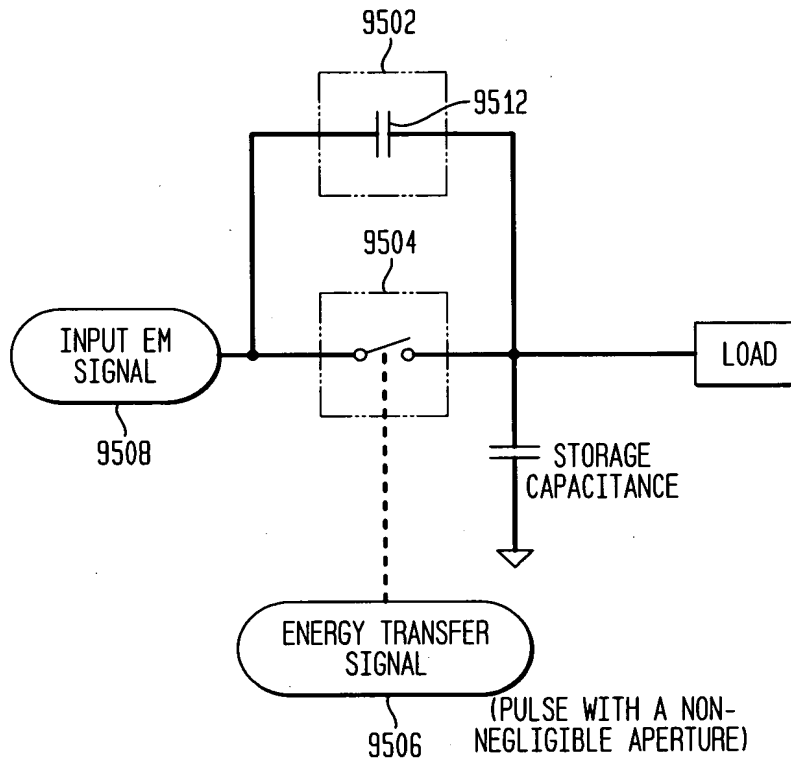 9502
9512
9504
INPUT EM
SIGNAL
9508
LOAD
STORAGE
CAPACITANCE
ENERGY TRANSFER
SIGNAL
9506
(PULSE WITH A NON-
NEGLIGIBLE APERTURE)